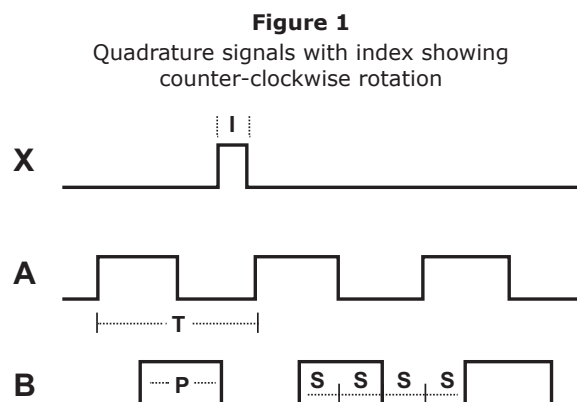 Figure 1
Quadrature signals with index showing
counter-clockwise rotation
I
X
A
T
B
P
S S S S